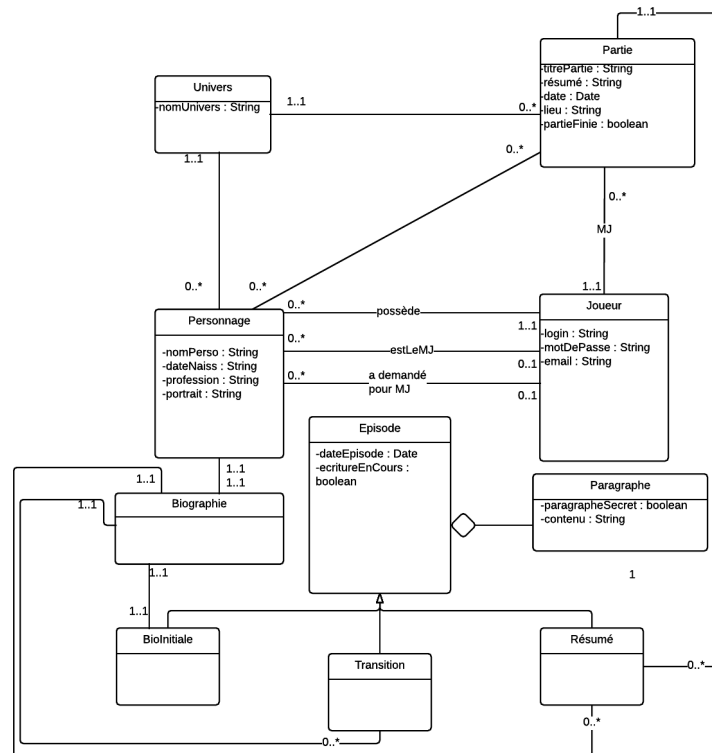 1..1
Partie
-titrePartie : String
-résumé : String
-date : Date
-lieu : String
-partieFinie : boolean
Univers
-nomUnivers : String
1..1
0..*
1..1
0..*
0..*
MJ
0..*
0..*
1..1
Personnage
-nomPerso : String
-dateNaiss : String
-profession : String
-portrait : String
0..*
possède
1..1
0..*
estLeMJ
0..1
0..*
a demandé
pour MJ
0..1
Joueur
-login : String
-motDePasse : String
-email : String
Episode
-dateEpisode : Date
-ecritureEnCours :
boolean
Paragraphe
-paragrapheSecret : boolean
-contenu : String
1
1..1
1..1
1..1
1..1
Biographie
1..1
1..1
BioInitiale
Transition
Résumé
0..*
0..*
0..*